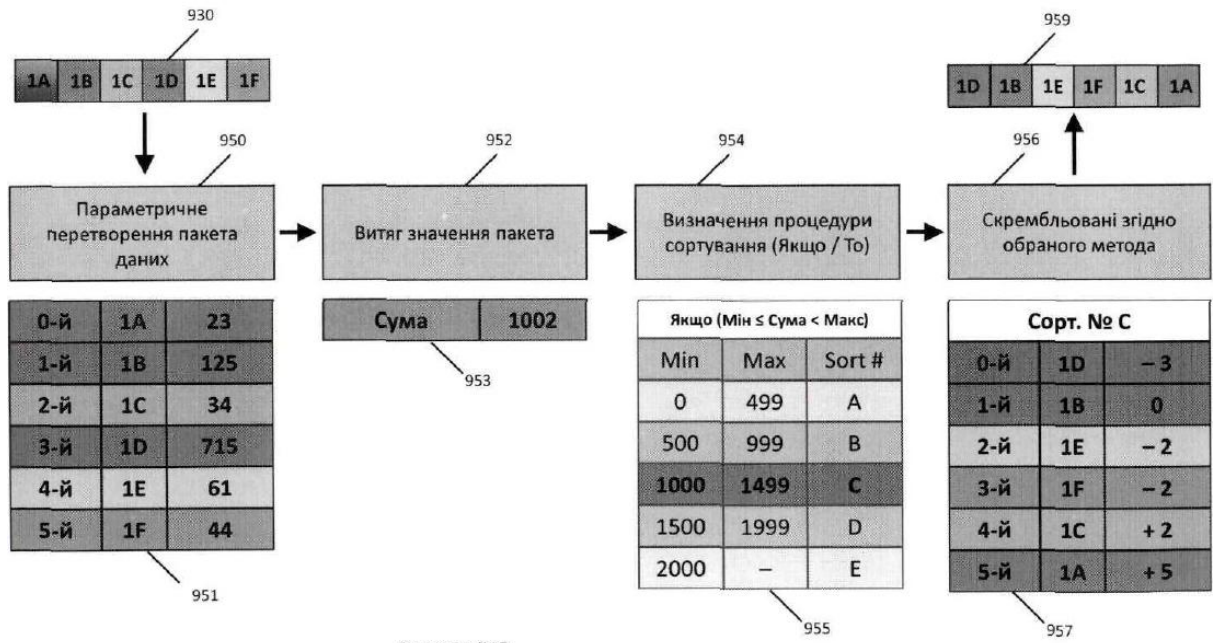 930
1A 1B 1C 1D 1E 1F
959
1D 1B 1E 1F 1C 1A
950
Параметричне
перетворення пакета
даних
952
Витяг значення пакета
954
Визначення процедури
сортування (Якщо / То)
956
Скрембльовані згідно
обраного метода
0-й 1A 23
1-й 1B 125
2-й 1C 34
3-й 1D 715
4-й 1E 61
5-й 1F 44
951
Сума 1002
953
Якщо (Мін ≤ Сума < Макс)
Min Max Sort #
0 499 A
500 999 B
1000 1499 C
1500 1999 D
2000 – E
955
Сорт. № C
0-й 1D – 3
1-й 1B 0
2-й 1E – 2
3-й 1F – 2
4-й 1C + 2
5-й 1A + 5
957